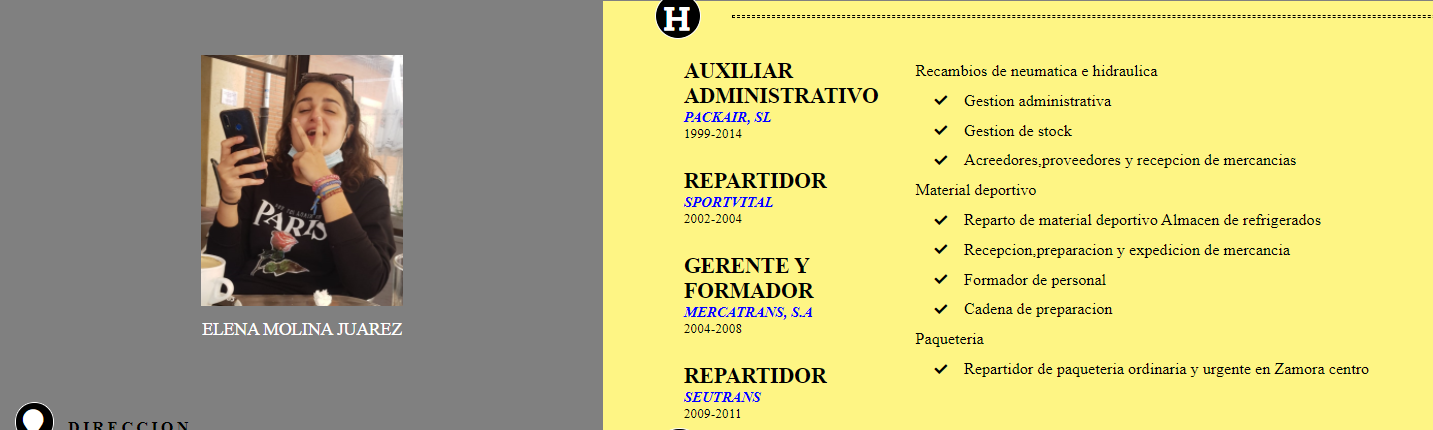 ELENA MOLINA JUAREZ
DIRECCION
H
AUXILIAR
ADMINISTRATIVO
PACKAIR, SL
1999-2014
REPARTIDOR
SPORTVITAL
2002-2004
GERENTE Y
FORMADOR
MERCATRANS, S.A
2004-2008
REPARTIDOR
SEUTRANS
2009-2011
Recambios de neumatica e hidraulica
Gestion administrativa
Gestion de stock
Acreedores,proveedores y recepcion de mercancias
Material deportivo
Reparto de material deportivo Almacen de refrigerados
Recepcion,preparacion y expedicion de mercancia
Formador de personal
Cadena de preparacion
Paqueteria
Repartidor de paqueteria ordinaria y urgente en Zamora centro
PARIS